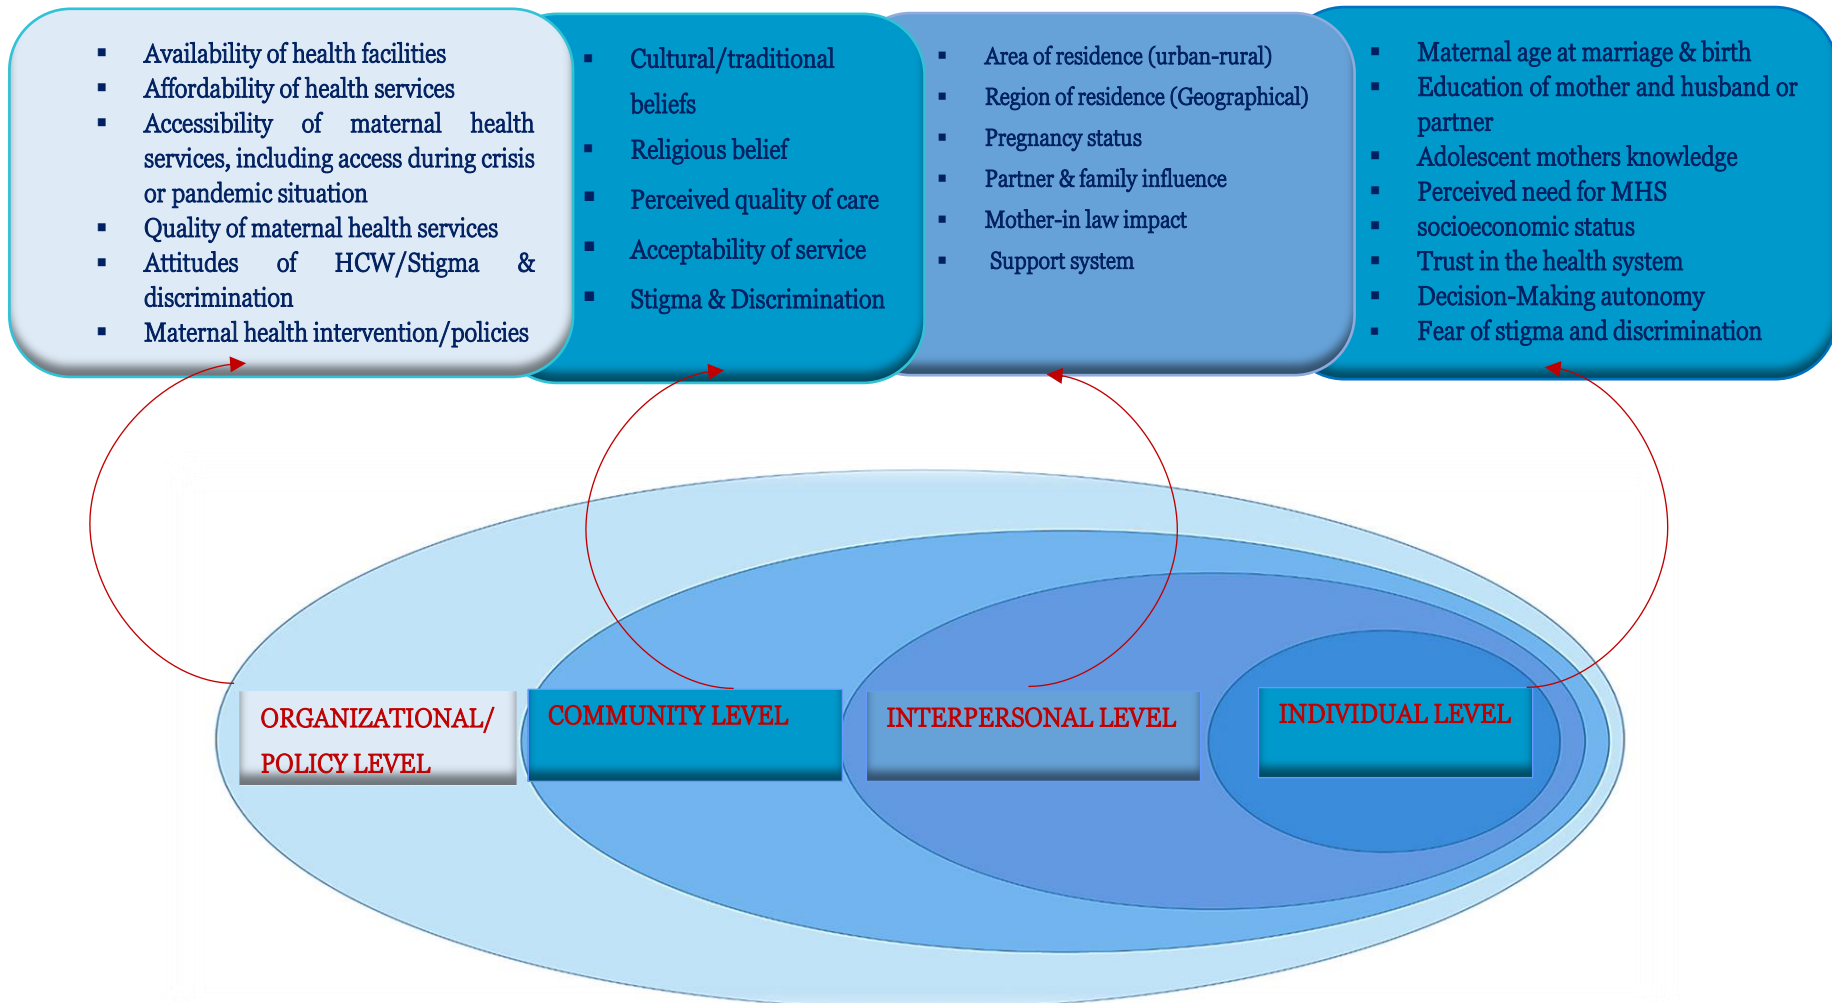 Availability of health facilities
Affordability of health services
Accessibility of maternal health
services, including access during crisis
or pandemic situation
Quality of maternal health services
Attitudes of HCW/Stigma &
discrimination
Maternal health intervention/policies
Cultural/traditional
beliefs
Religious belief
Perceived quality of care
Acceptability of service
Stigma & Discrimination
Area of residence (urban-rural)
Region of residence (Geographical)
Pregnancy status
Partner & family influence
Mother-in law impact
Support system
Maternal age at marriage & birth
Education of mother and husband or
partner
Adolescent mothers knowledge
Perceived need for MHS
socioeconomic status
Trust in the health system
Decision-Making autonomy
Fear of stigma and discrimination
ORGANIZATIONAL/
POLICY LEVEL
COMMUNITY LEVEL
INTERPERSONAL LEVEL
INDIVIDUAL LEVEL